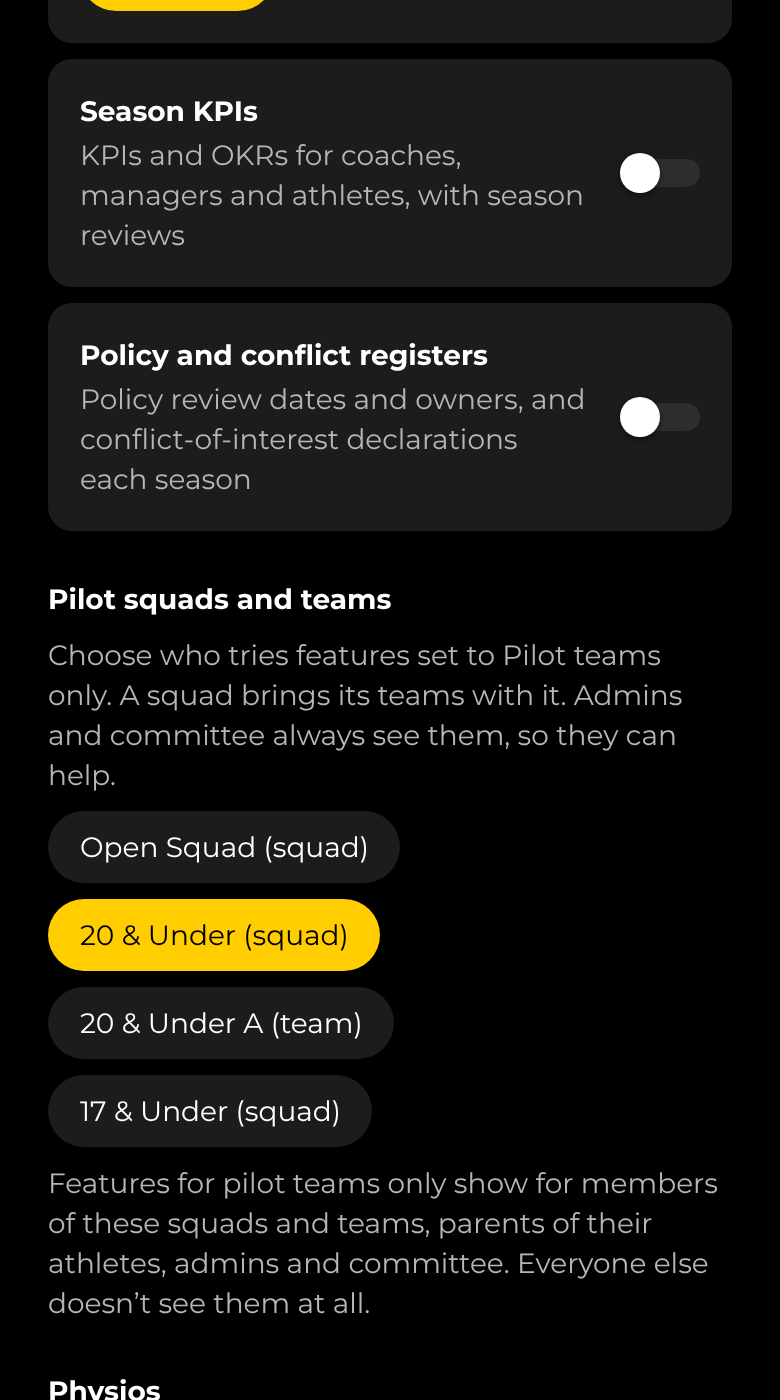 Season KPIs
KPIs and OKRs for coaches,
managers and athletes, with season
reviews
Policy and conflict registers
Policy review dates and owners, and
conflict-of-interest declarations
each season
Pilot squads and teams
Choose who tries features set to Pilot teams
only. A squad brings its teams with it. Admins
and committee always see them, so they can
help.
Open Squad (squad)
20 & Under (squad)
20 & Under A (team)
17 & Under (squad)
Features for pilot teams only show for members
of these squads and teams, parents of their
athletes, admins and committee. Everyone else
doesn’t see them at all.
Physios